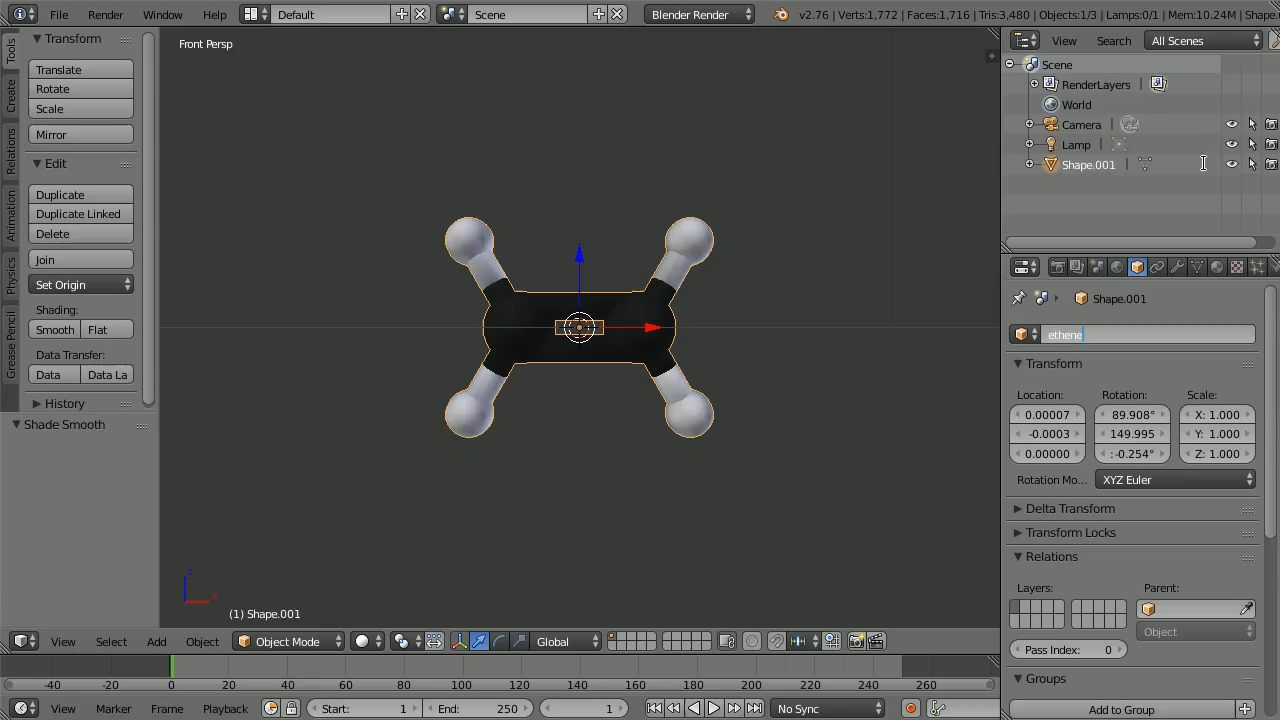 File Render Window Help Default Scene Blender Render v2.76 | Verts:1,772 | Faces:1,716 | Tris:3,480 | Objects:1/3 | Lamps:0/1 | Mem:10.24M | Shape.
Tools
Create
Relations
Animation
Physics
Grease Pencil
Transform
Translate
Rotate
Scale
Mirror
Edit
Duplicate
Duplicate Linked
Delete
Join
Set Origin
Shading:
Smooth Flat
Data Transfer:
Data Data La
History
Shade Smooth
Front Persp
z
x
(1) Shape.001
View Search All Scenes
Scene
RenderLayers |
World
Camera |
Lamp |
Shape.001 |
Shape.001
ethene
Transform
Location: Rotation: Scale:
0.00007 89.908° X: 1.000
-0.0003 149.995 Y: 1.000
0.00000 :-0.254° Z: 1.000
Rotation Mo... XYZ Euler
Delta Transform
Transform Locks
Relations
Layers: Parent:
Object
Pass Index: 0
Groups
Add to Group
View Select Add Object Object Mode Global
-40 -20 0 20 40 60 80 100 120 140 160 180 200 220 240 260
View Marker Frame Playback Start: 1 End: 250 1 No Sync